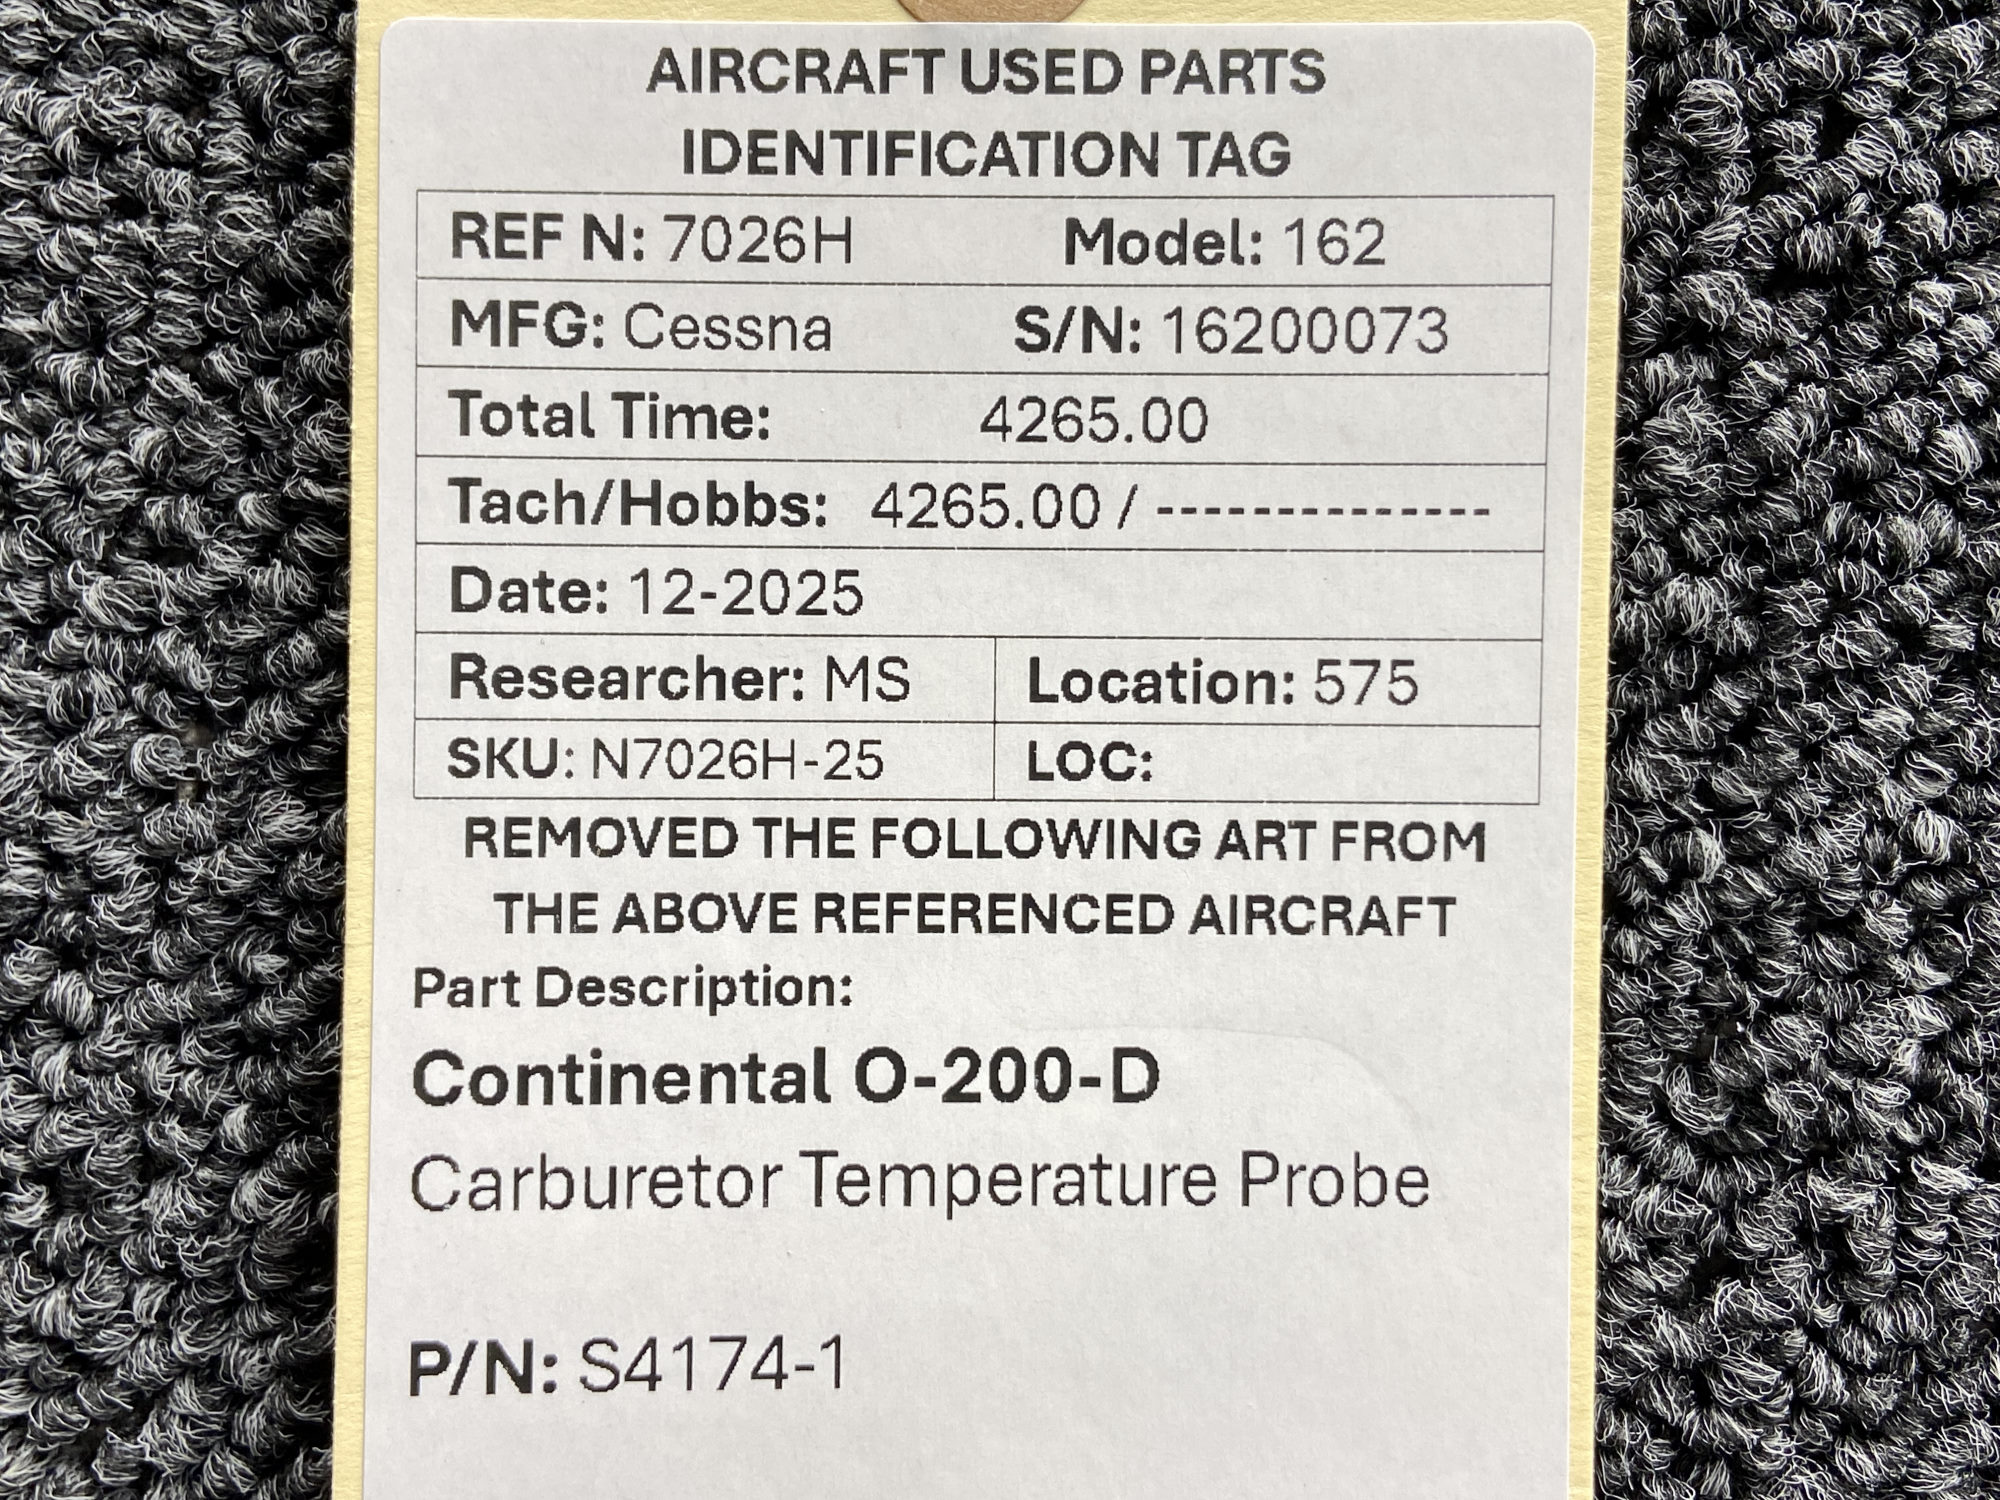 AIRCRAFT USED PARTS
IDENTIFICATION TAG
REF N: 7026H Model: 162
MFG: Cessna S/N: 16200073
Total Time: 4265.00
Tach/Hobbs: 4265.00 / --------------
Date: 12-2025
Researcher: MS Location: 575
SKU: N7026H-25 LOC:
REMOVED THE FOLLOWING ART FROM
THE ABOVE REFERENCED AIRCRAFT
Part Description:
Continental O-200-D
Carburetor Temperature Probe
P/N: S4174-1